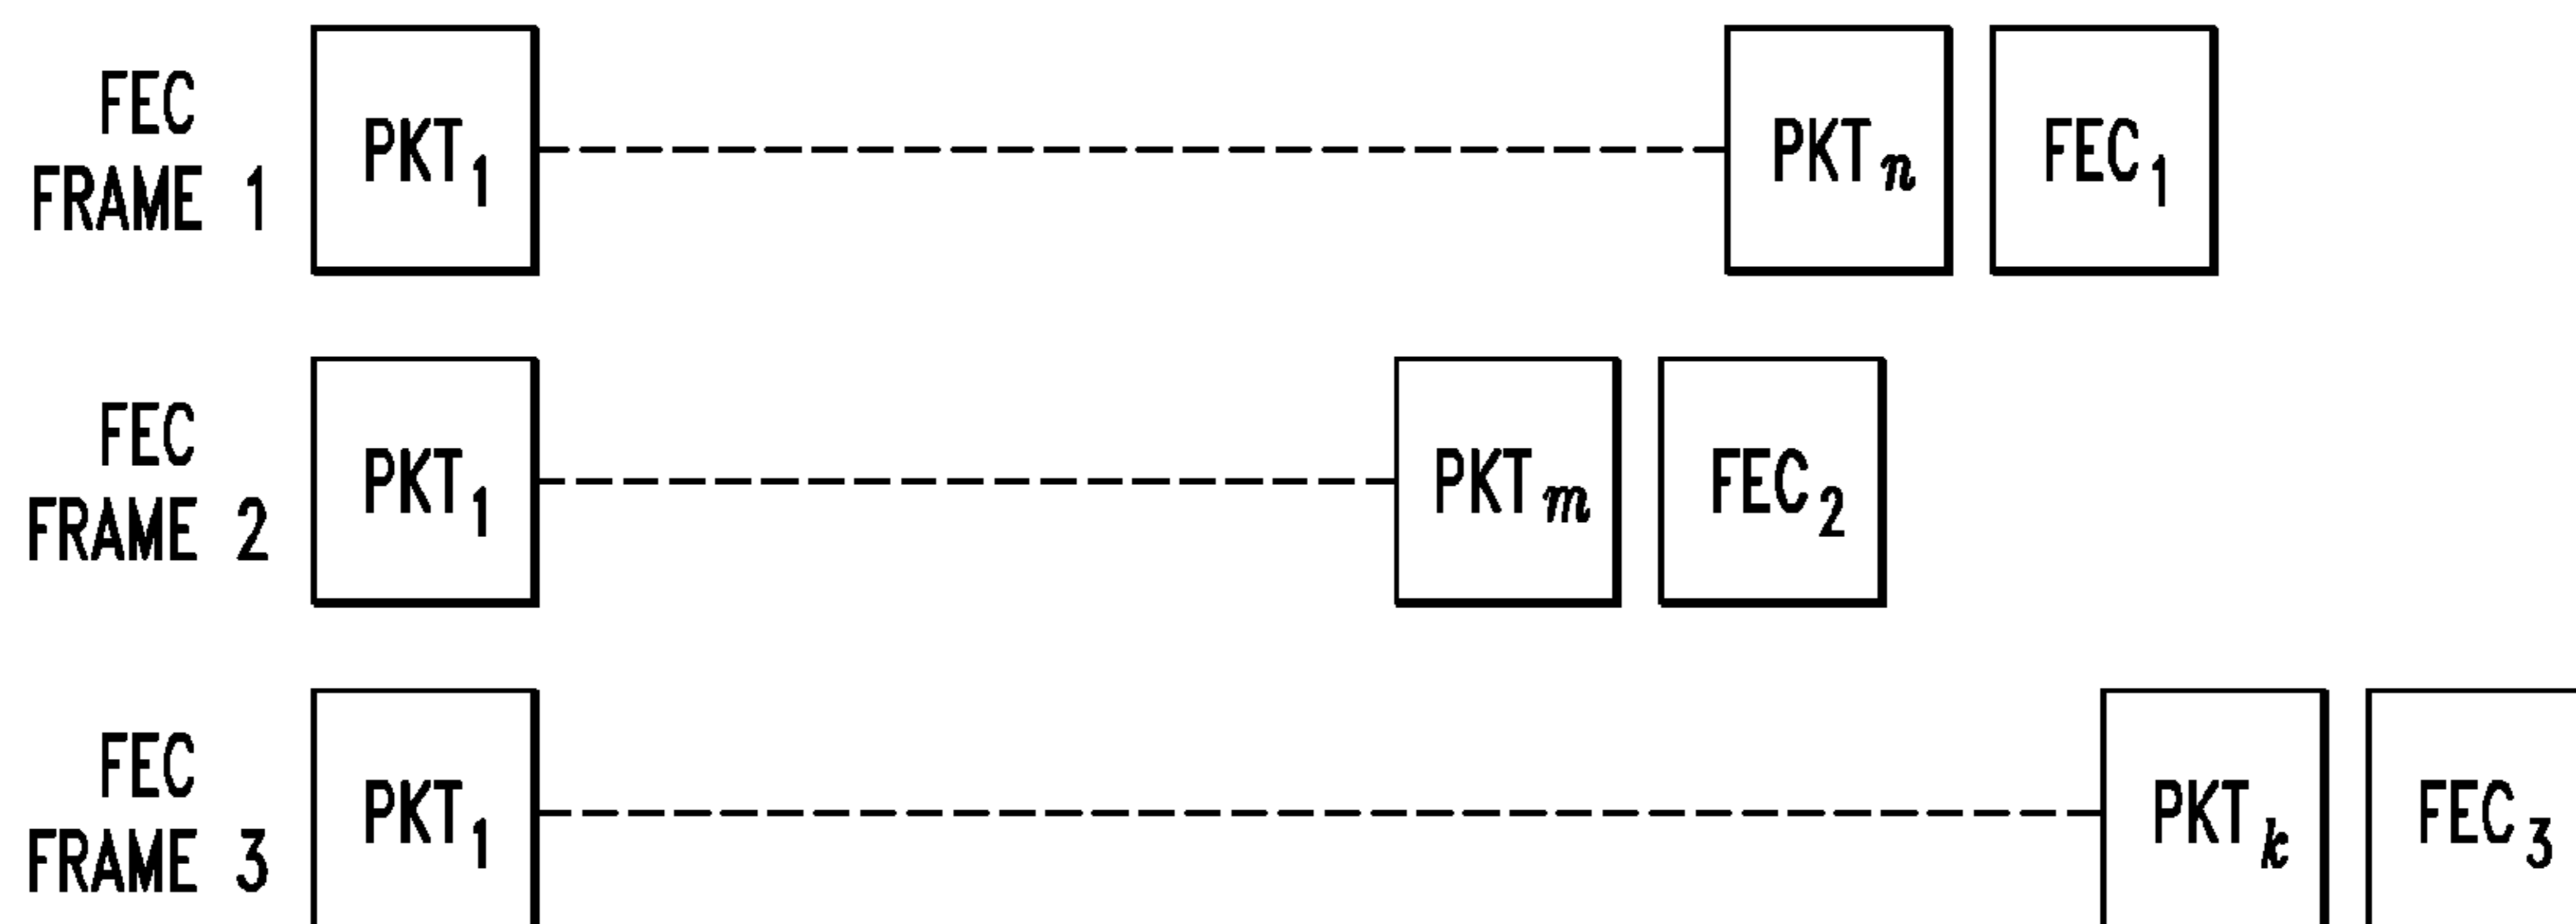 FEC
FRAME 1
PKT₁
PKTₙ
FEC₁
FEC
FRAME 2
PKT₁
PKTₘ
FEC₂
FEC
FRAME 3
PKT₁
PKTₖ
FEC₃